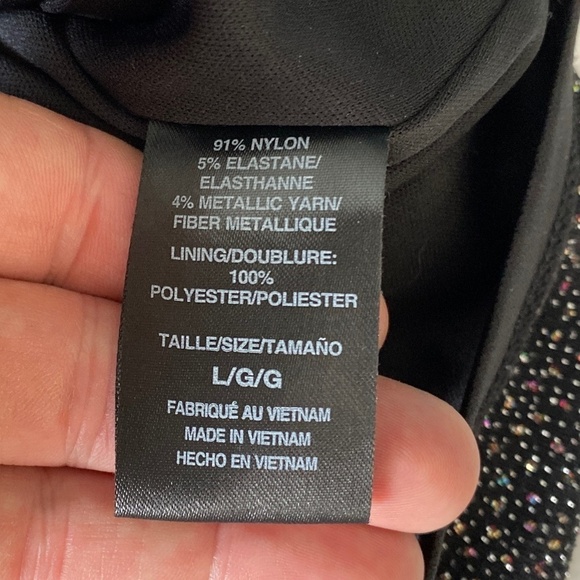 91% NYLON
5% ELASTANE/
ELASTHANNE
4% METALLIC YARN/
FIBER METALLIQUE
LINING/DOUBLURE:
100%
POLYESTER/POLIESTER
TAILLE/SIZE/TAMAÑO
L/G/G
FABRIQUÉ AU VIETNAM
MADE IN VIETNAM
HECHO EN VIETNAM